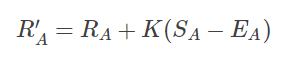 R′_A = R_A + K(S_A − E_A)